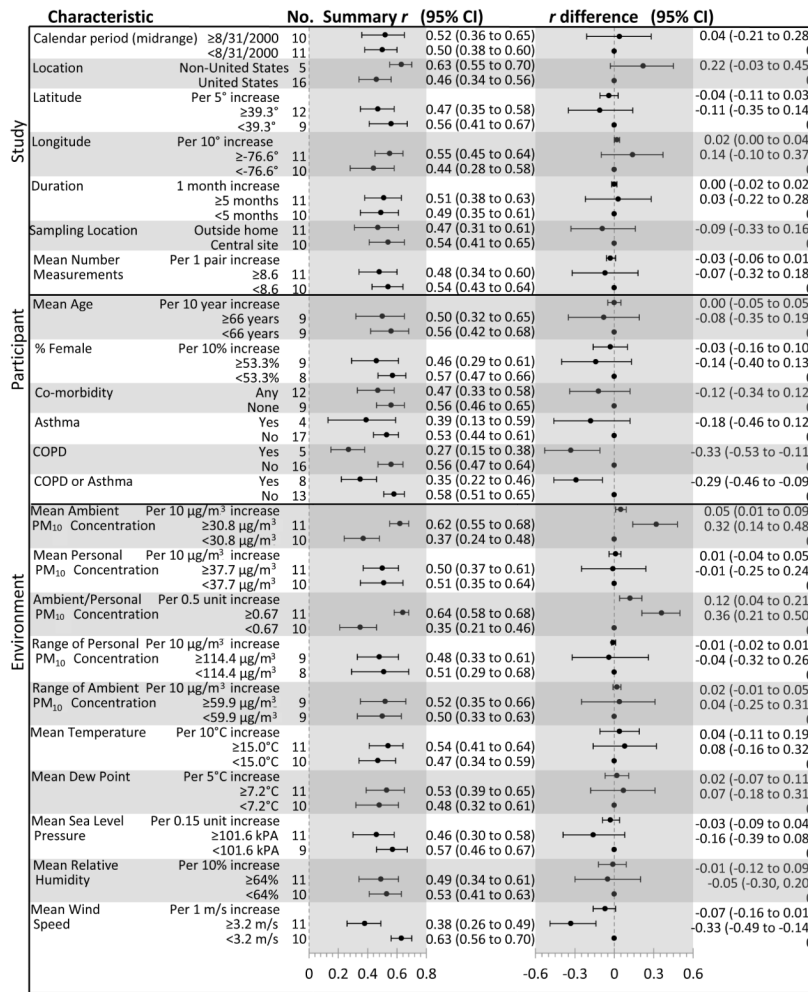 Characteristic No. Summary r (95% CI) r difference (95% CI)
Study
Calendar period (midrange) ≥8/31/2000 10 0.52 (0.36 to 0.65) 0.04 (-0.21 to 0.28
<8/31/2000 11 0.50 (0.38 to 0.60)
Location Non-United States 5 0.63 (0.55 to 0.70) 0.22 (-0.03 to 0.45
United States 16 0.46 (0.34 to 0.56)
Latitude Per 5° increase -0.04 (-0.11 to 0.03
≥39.3° 12 0.47 (0.35 to 0.58) -0.11 (-0.35 to 0.14
<39.3° 9 0.56 (0.41 to 0.67)
Longitude Per 10° increase 0.02 (0.00 to 0.04
≥-76.6° 11 0.55 (0.45 to 0.64) 0.14 (-0.10 to 0.37
<-76.6° 10 0.44 (0.28 to 0.58)
Duration 1 month increase 0.00 (-0.02 to 0.02
≥5 months 11 0.51 (0.38 to 0.63) 0.03 (-0.22 to 0.28
<5 months 10 0.49 (0.35 to 0.61)
Sampling Location Outside home 11 0.47 (0.31 to 0.61) -0.09 (-0.33 to 0.16
Central site 10 0.54 (0.41 to 0.65)
Mean Number Per 1 pair increase -0.03 (-0.06 to 0.01
Measurements ≥8.6 11 0.48 (0.34 to 0.60) -0.07 (-0.32 to 0.18
<8.6 10 0.54 (0.43 to 0.64)
Participant
Mean Age Per 10 year increase 0.00 (-0.05 to 0.05
≥66 years 9 0.50 (0.32 to 0.65) -0.08 (-0.35 to 0.19
<66 years 9 0.56 (0.42 to 0.68)
% Female Per 10% increase -0.03 (-0.16 to 0.10
≥53.3% 9 0.46 (0.29 to 0.61) -0.14 (-0.40 to 0.13
<53.3% 8 0.57 (0.47 to 0.66)
Co-morbidity Any 12 0.47 (0.33 to 0.58) -0.12 (-0.34 to 0.12
None 9 0.56 (0.46 to 0.65)
Asthma Yes 4 0.39 (0.13 to 0.59) -0.18 (-0.46 to 0.12
No 17 0.53 (0.44 to 0.61)
COPD Yes 5 0.27 (0.15 to 0.38) -0.33 (-0.53 to -0.11
No 16 0.56 (0.47 to 0.64)
COPD or Asthma Yes 8 0.35 (0.22 to 0.46) -0.29 (-0.46 to -0.09
No 13 0.58 (0.51 to 0.65)
Environment
Mean Ambient Per 10 µg/m³ increase 0.05 (0.01 to 0.09
PM₁₀ Concentration ≥30.8 µg/m³ 11 0.62 (0.55 to 0.68) 0.32 (0.14 to 0.48
<30.8 µg/m³ 10 0.37 (0.24 to 0.48)
Mean Personal Per 10 µg/m³ increase 0.01 (-0.04 to 0.05
PM₁₀ Concentration ≥37.7 µg/m³ 11 0.50 (0.37 to 0.61) -0.01 (-0.25 to 0.24
<37.7 µg/m³ 10 0.51 (0.35 to 0.64)
Ambient/Personal Per 0.5 unit increase 0.12 (0.04 to 0.21
PM₁₀ Concentration ≥0.67 11 0.64 (0.58 to 0.68) 0.36 (0.21 to 0.50
<0.67 10 0.35 (0.21 to 0.46)
Range of Personal Per 10 µg/m³ increase -0.01 (-0.02 to 0.01
PM₁₀ Concentration ≥114.4 µg/m³ 9 0.48 (0.33 to 0.61) -0.04 (-0.32 to 0.26
<114.4 µg/m³ 8 0.51 (0.29 to 0.68)
Range of Ambient Per 10 µg/m³ increase 0.02 (-0.01 to 0.05
PM₁₀ Concentration ≥59.9 µg/m³ 9 0.52 (0.35 to 0.66) 0.04 (-0.25 to 0.31
<59.9 µg/m³ 9 0.50 (0.33 to 0.63)
Mean Temperature Per 10°C increase 0.04 (-0.11 to 0.19
≥15.0°C 11 0.54 (0.41 to 0.64) 0.08 (-0.16 to 0.32
<15.0°C 10 0.47 (0.34 to 0.59)
Mean Dew Point Per 5°C increase 0.02 (-0.07 to 0.11
≥7.2°C 11 0.53 (0.39 to 0.65) 0.07 (-0.18 to 0.31
<7.2°C 10 0.48 (0.32 to 0.61)
Mean Sea Level Per 0.15 unit increase -0.03 (-0.09 to 0.04
Pressure ≥101.6 kPA 11 0.46 (0.30 to 0.58) -0.16 (-0.39 to 0.08
<101.6 kPA 9 0.57 (0.46 to 0.67)
Mean Relative Per 10% increase -0.01 (-0.12 to 0.09
Humidity ≥64% 11 0.49 (0.34 to 0.61) -0.05 (-0.30, 0.20
<64% 10 0.53 (0.41 to 0.63)
Mean Wind Per 1 m/s increase -0.07 (-0.16 to 0.01
Speed ≥3.2 m/s 11 0.38 (0.26 to 0.49) -0.33 (-0.49 to -0.14
<3.2 m/s 10 0.63 (0.56 to 0.70)
0 0.2 0.4 0.6 0.8 -0.6 -0.3 0 0.3 0.6